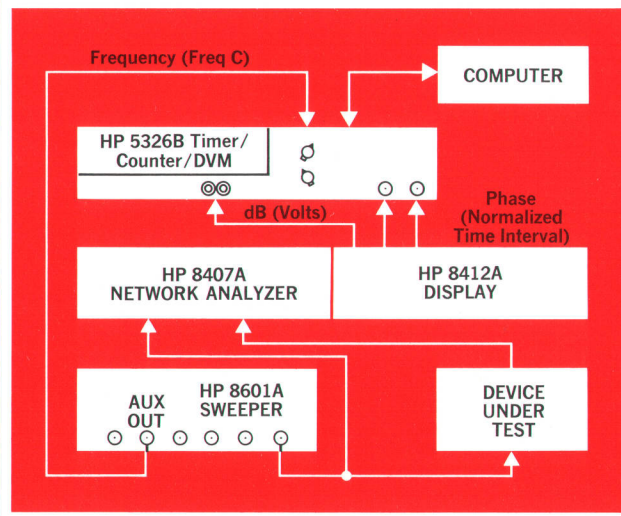 Frequency (Freq C)
COMPUTER
HP 5326B Timer/
Counter/DVM
dB (Volts)
Phase
(Normalized
Time Interval)
HP 8407A
NETWORK ANALYZER
HP 8412A
DISPLAY
AUX
OUT
HP 8601A
SWEEPER
DEVICE
UNDER
TEST